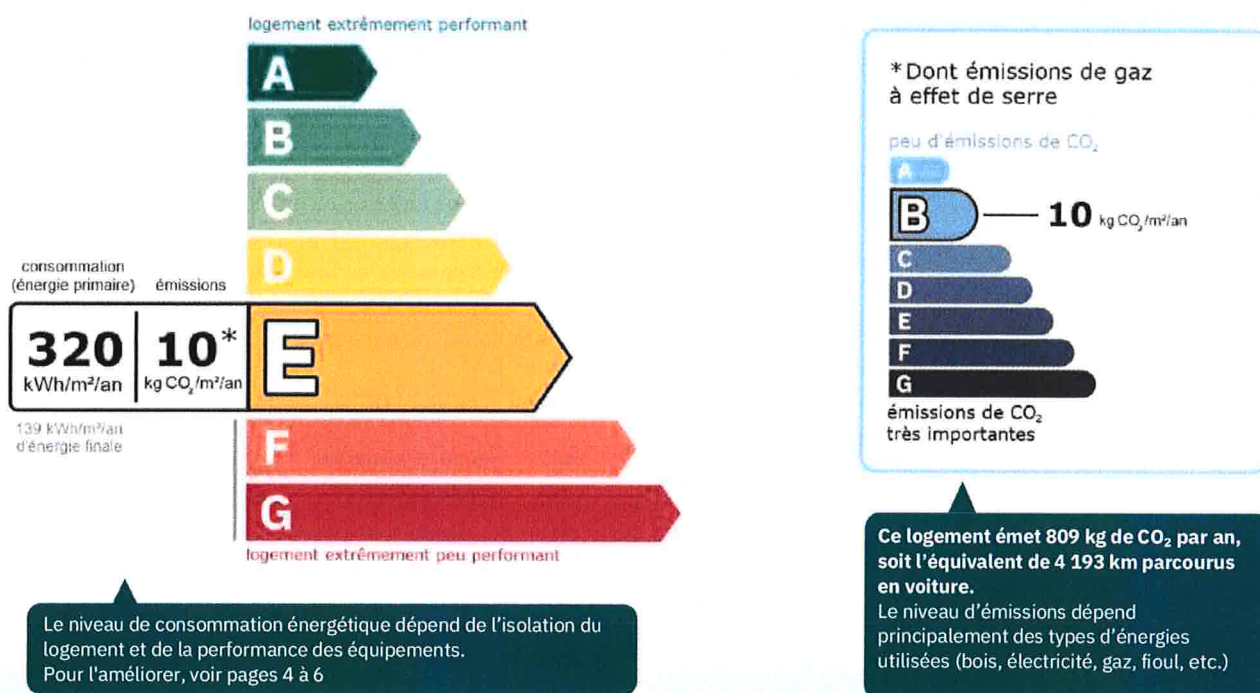 logement extrêmement performant
A
B
C
D
consommation
(énergie primaire)
émissions
320
kWh/m²/an
10*
kg CO₂/m²/an
E
139 kWh/m²/an
d'énergie finale
F
G
logement extrêmement peu performant
Le niveau de consommation énergétique dépend de l'isolation du
logement et de la performance des équipements.
Pour l'améliorer, voir pages 4 à 6
*Dont émissions de gaz
à effet de serre
peu d'émissions de CO₂
A
B
10 kg CO₂/m²/an
C
D
E
F
G
émissions de CO₂
très importantes
Ce logement émet 809 kg de CO₂ par an,
soit l'équivalent de 4 193 km parcourus
en voiture.
Le niveau d'émissions dépend
principalement des types d'énergies
utilisées (bois, électricité, gaz, fioul, etc.)